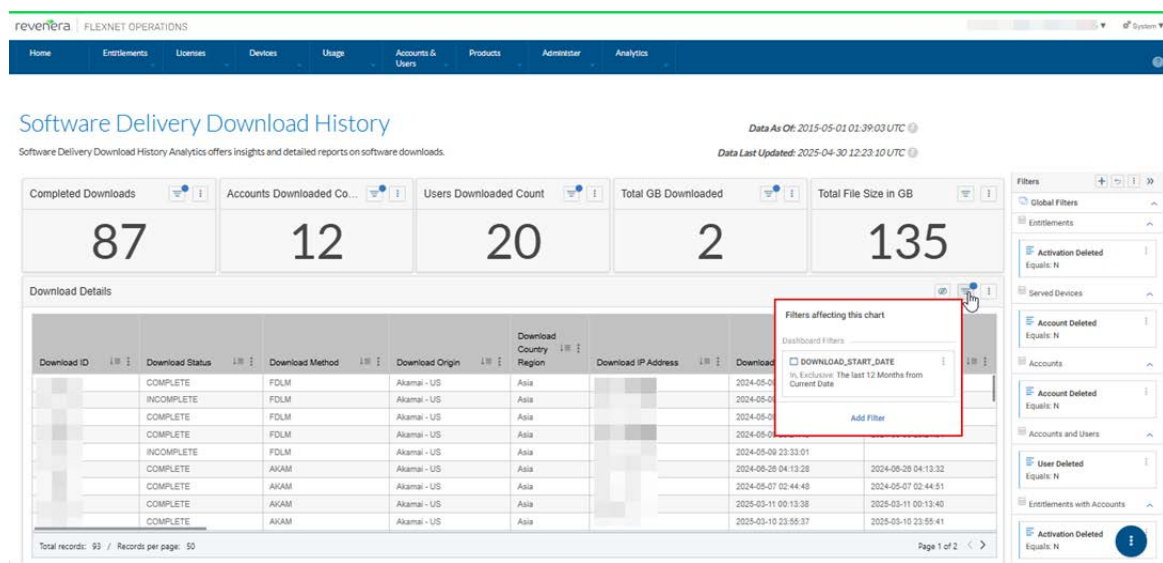 revenera FLEXNET OPERATIONS
System
Home Entitlements Licenses Devices Usage Accounts & Users Products Administer Analytics
Software Delivery Download History
Data As Of: 2015-05-01 01:39:03 UTC
Software Delivery Download History Analytics offers insights and detailed reports on software downloads.
Data Last Updated: 2025-04-30 12:23:10 UTC
Completed Downloads
87
Accounts Downloaded Co...
12
Users Downloaded Count
20
Total GB Downloaded
2
Total File Size in GB
135
Download Details
Download ID Download Status Download Method Download Origin Download Country Region Download IP Address Download
COMPLETE FDLM Akamai - US Asia 2024-05-0
INCOMPLETE FDLM Akamai - US Asia 2024-05-0
COMPLETE FDLM Akamai - US Asia 2024-05-0
COMPLETE FDLM Akamai - US Asia
INCOMPLETE FDLM Akamai - US Asia 2024-05-09 23:33:01
COMPLETE AKAM Akamai - US Asia 2024-06-26 04:13:28 2024-06-26 04:13:32
COMPLETE AKAM Akamai - US Asia 2024-05-07 02:44:48 2024-05-07 02:44:51
COMPLETE AKAM Akamai - US Asia 2025-03-11 00:13:38 2025-03-11 00:13:40
COMPLETE AKAM Akamai - US Asia 2025-03-10 23:55:37 2025-03-10 23:55:41
Total records: 93 / Records per page: 50
Page 1 of 2
Filters affecting this chart
Dashboard Filters
DOWNLOAD_START_DATE
In, Exclusive: The last 12 Months from
Current Date
Add Filter
Filters
Global Filters
Entitlements
Activation Deleted
Equals: N
Served Devices
Account Deleted
Equals: N
Accounts
Account Deleted
Equals: N
Accounts and Users
User Deleted
Equals: N
Entitlements with Accounts
Activation Deleted
Equals: N